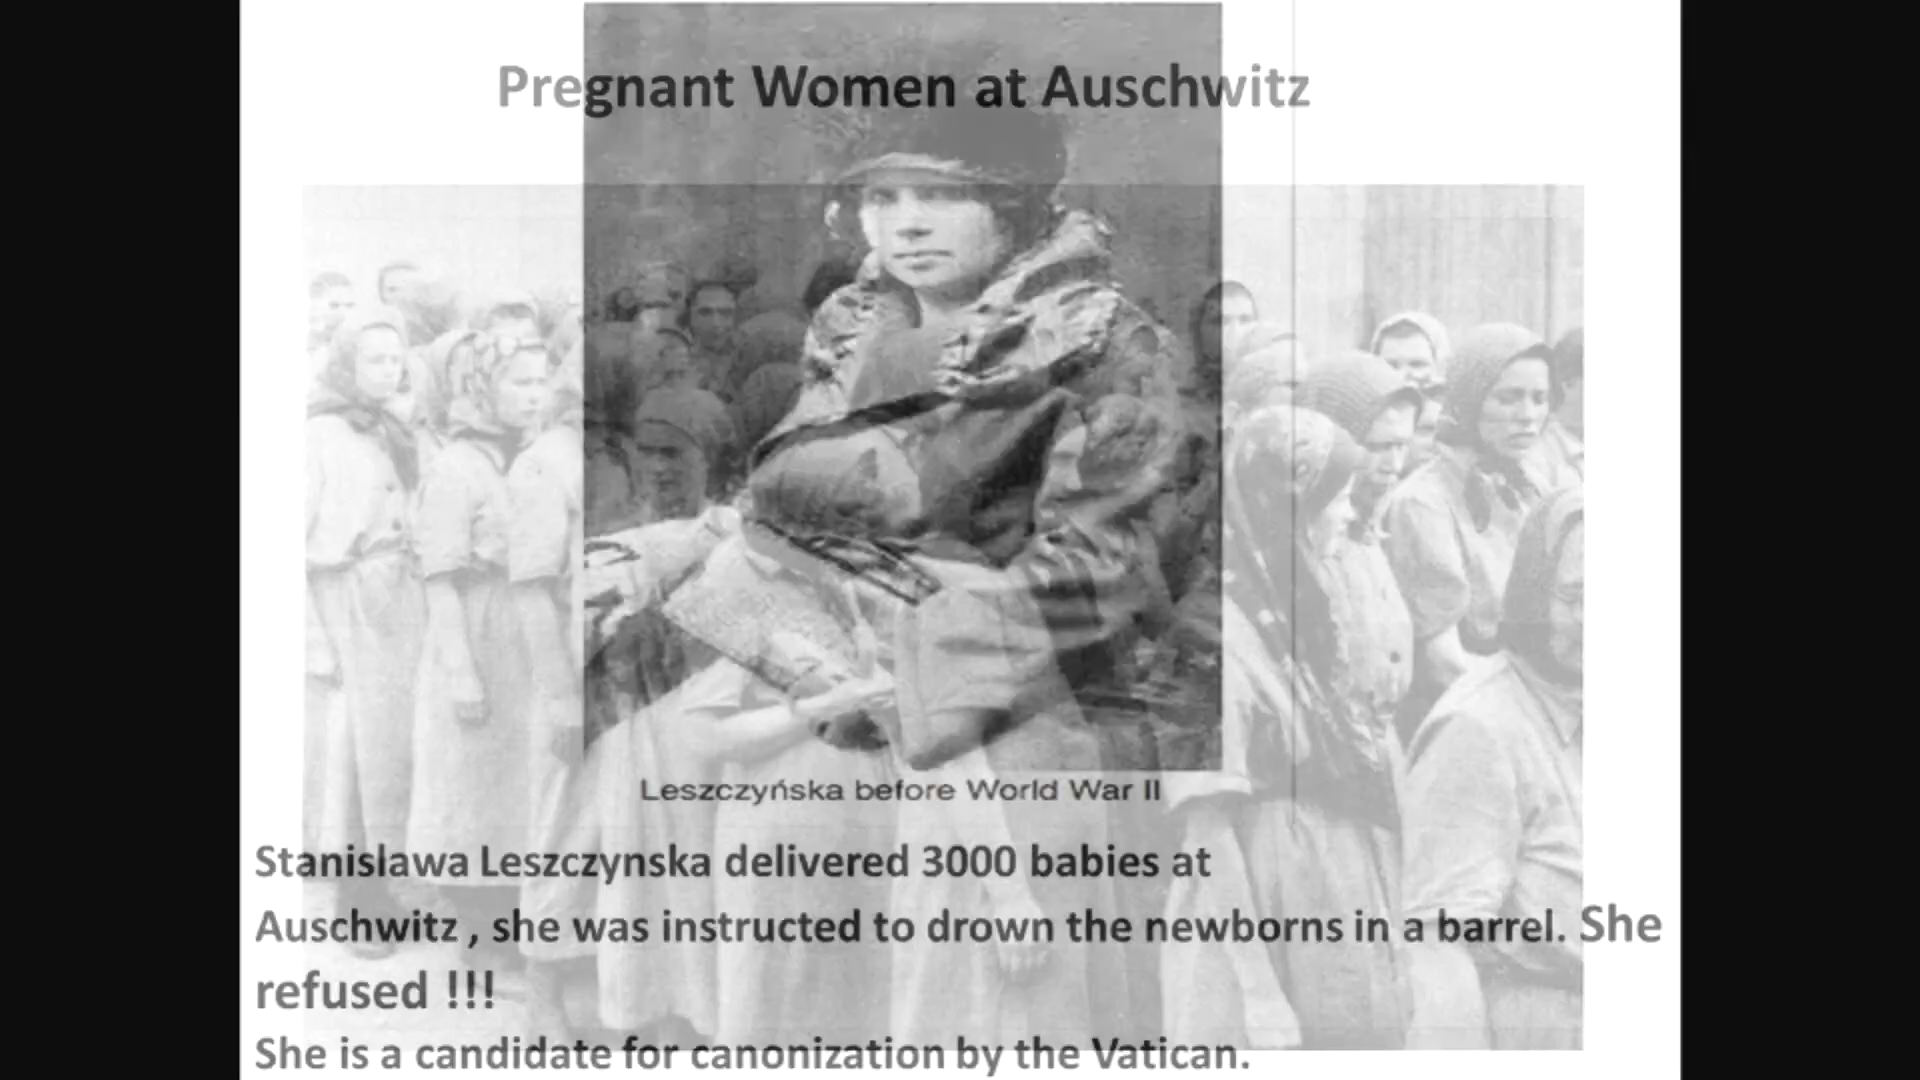 Pregnant Women at Auschwitz
Leszczyńska before World War II
Stanislawa Leszczynska delivered 3000 babies at
Auschwitz , she was instructed to drown the newborns in a barrel. She
refused !!!
She is a candidate for canonization by the Vatican.